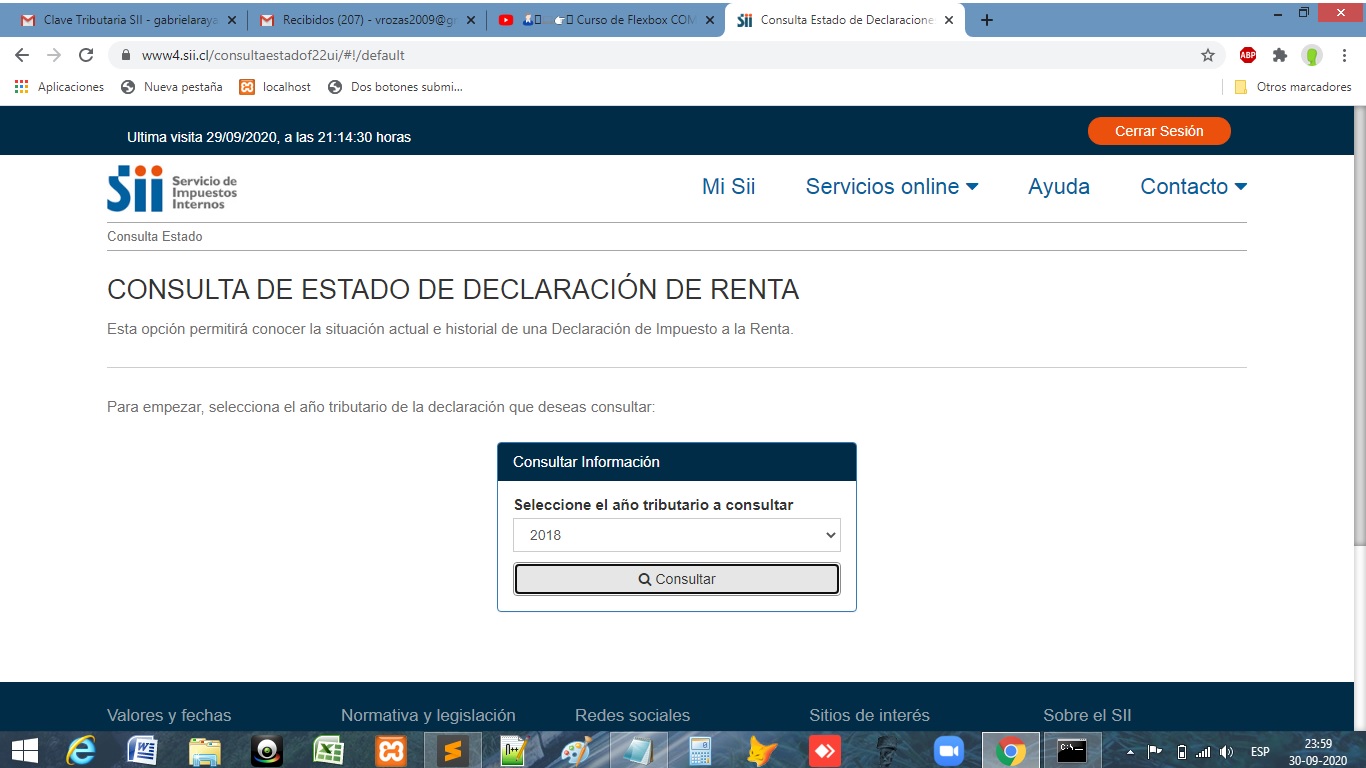 Clave Tributaria SII - gabrielaraya
Recibidos (207) - vrozas2009@g
Curso de Flexbox COM
Consulta Estado de Declaracione
www4.sii.cl/consultaestadof22ui/#!/default
ABP
Aplicaciones
Nueva pestaña
localhost
Dos botones submi...
Otros marcadores
Ultima visita 29/09/2020, a las 21:14:30 horas
Cerrar Sesión
Sii
Servicio de
Impuestos
Internos
Mi Sii
Servicios online
Ayuda
Contacto
Consulta Estado
CONSULTA DE ESTADO DE DECLARACIÓN DE RENTA
Esta opción permitirá conocer la situación actual e historial de una Declaración de Impuesto a la Renta.
Para empezar, selecciona el año tributario de la declaración que deseas consultar:
Consultar Información
Seleccione el año tributario a consultar
2018
Consultar
Valores y fechas
Normativa y legislación
Redes sociales
Sitios de interés
Sobre el SII
ESP
23:59
30-09-2020